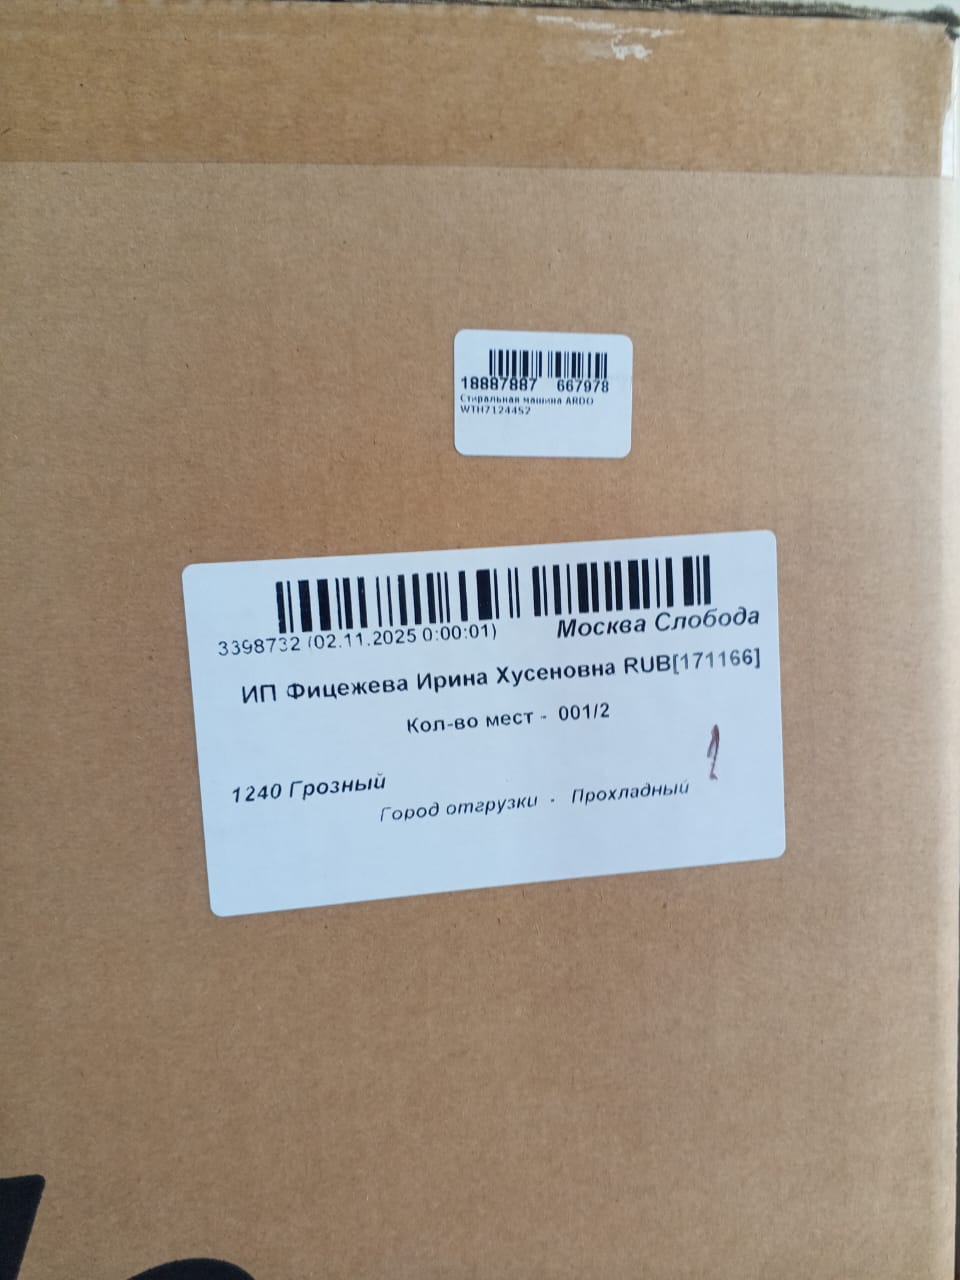 18887887 667978
Стиральная машина ARDO
WTH7124452
3398732 (02.11.2025 0:00:01)
Москва Слобода
ИП Фицежева Ирина Хусеновна RUB[171166]
Кол-во мест - 001/2
1240 Грозный
Город отгрузки - Прохладный